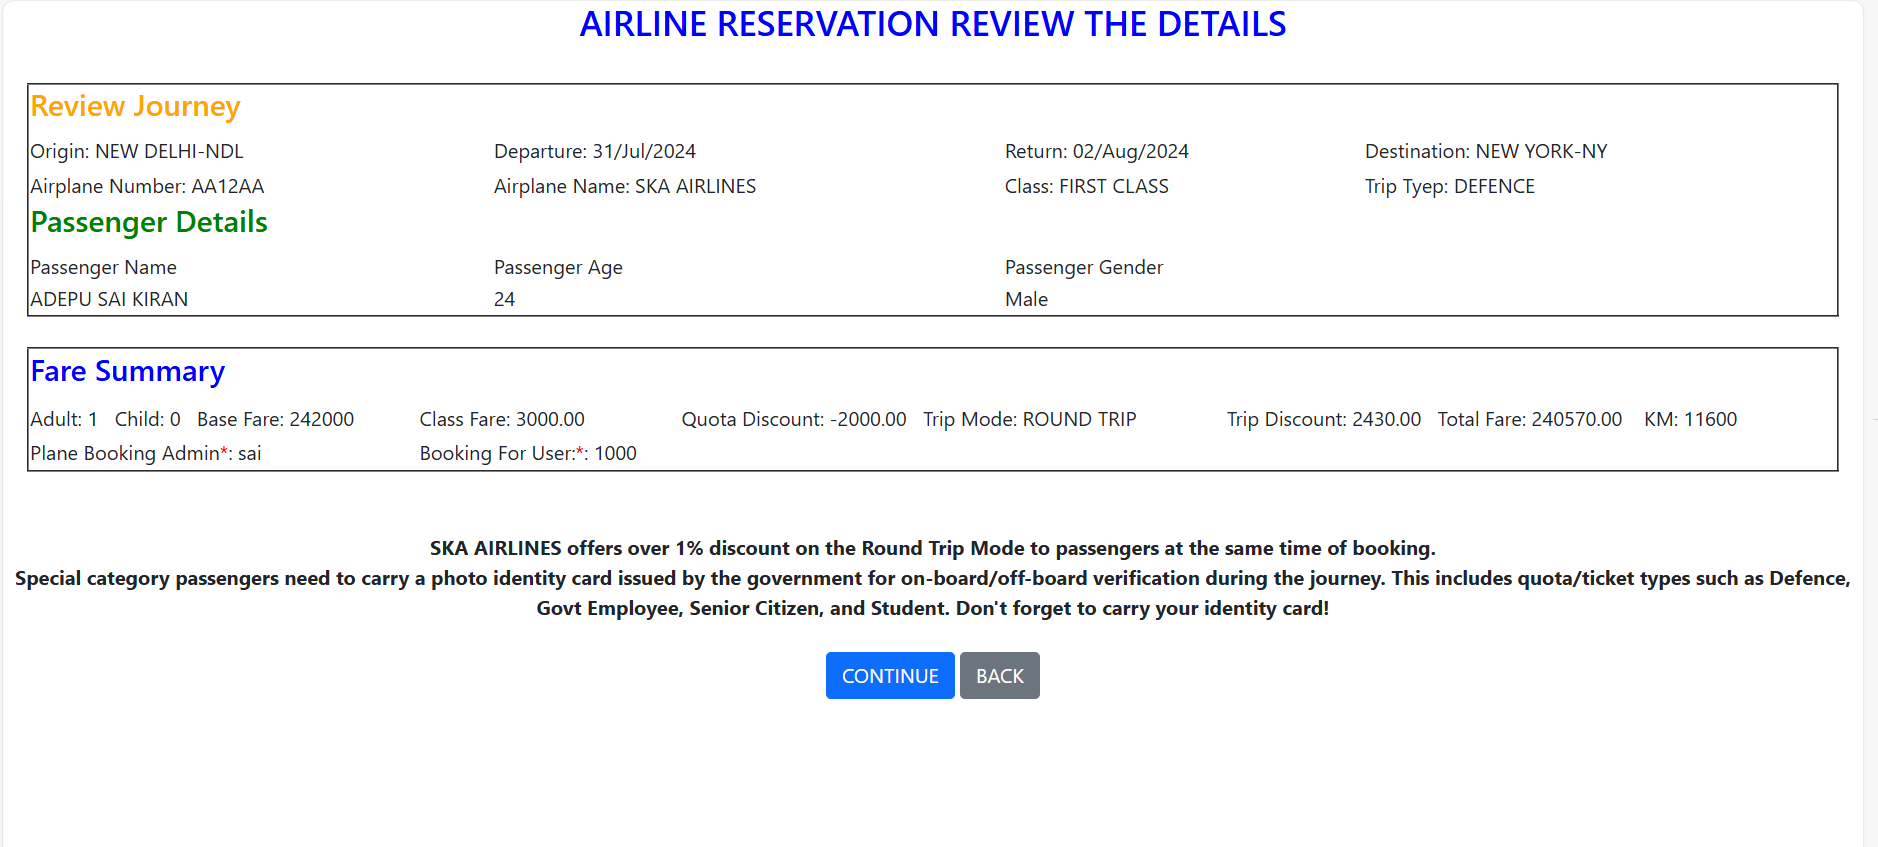 AIRLINE RESERVATION REVIEW THE DETAILS
Review Journey
Origin: NEW DELHI-NDL Departure: 31/Jul/2024 Return: 02/Aug/2024 Destination: NEW YORK-NY
Airplane Number: AA12AA Airplane Name: SKA AIRLINES Class: FIRST CLASS Trip Tyep: DEFENCE
Passenger Details
Passenger Name Passenger Age Passenger Gender
ADEPU SAI KIRAN 24 Male
Fare Summary
Adult: 1 Child: 0 Base Fare: 242000 Class Fare: 3000.00 Quota Discount: -2000.00 Trip Mode: ROUND TRIP Trip Discount: 2430.00 Total Fare: 240570.00 KM: 11600
Plane Booking Admin*: sai Booking For User:*: 1000
SKA AIRLINES offers over 1% discount on the Round Trip Mode to passengers at the same time of booking.
Special category passengers need to carry a photo identity card issued by the government for on-board/off-board verification during the journey. This includes quota/ticket types such as Defence,
Govt Employee, Senior Citizen, and Student. Don't forget to carry your identity card!
CONTINUE BACK